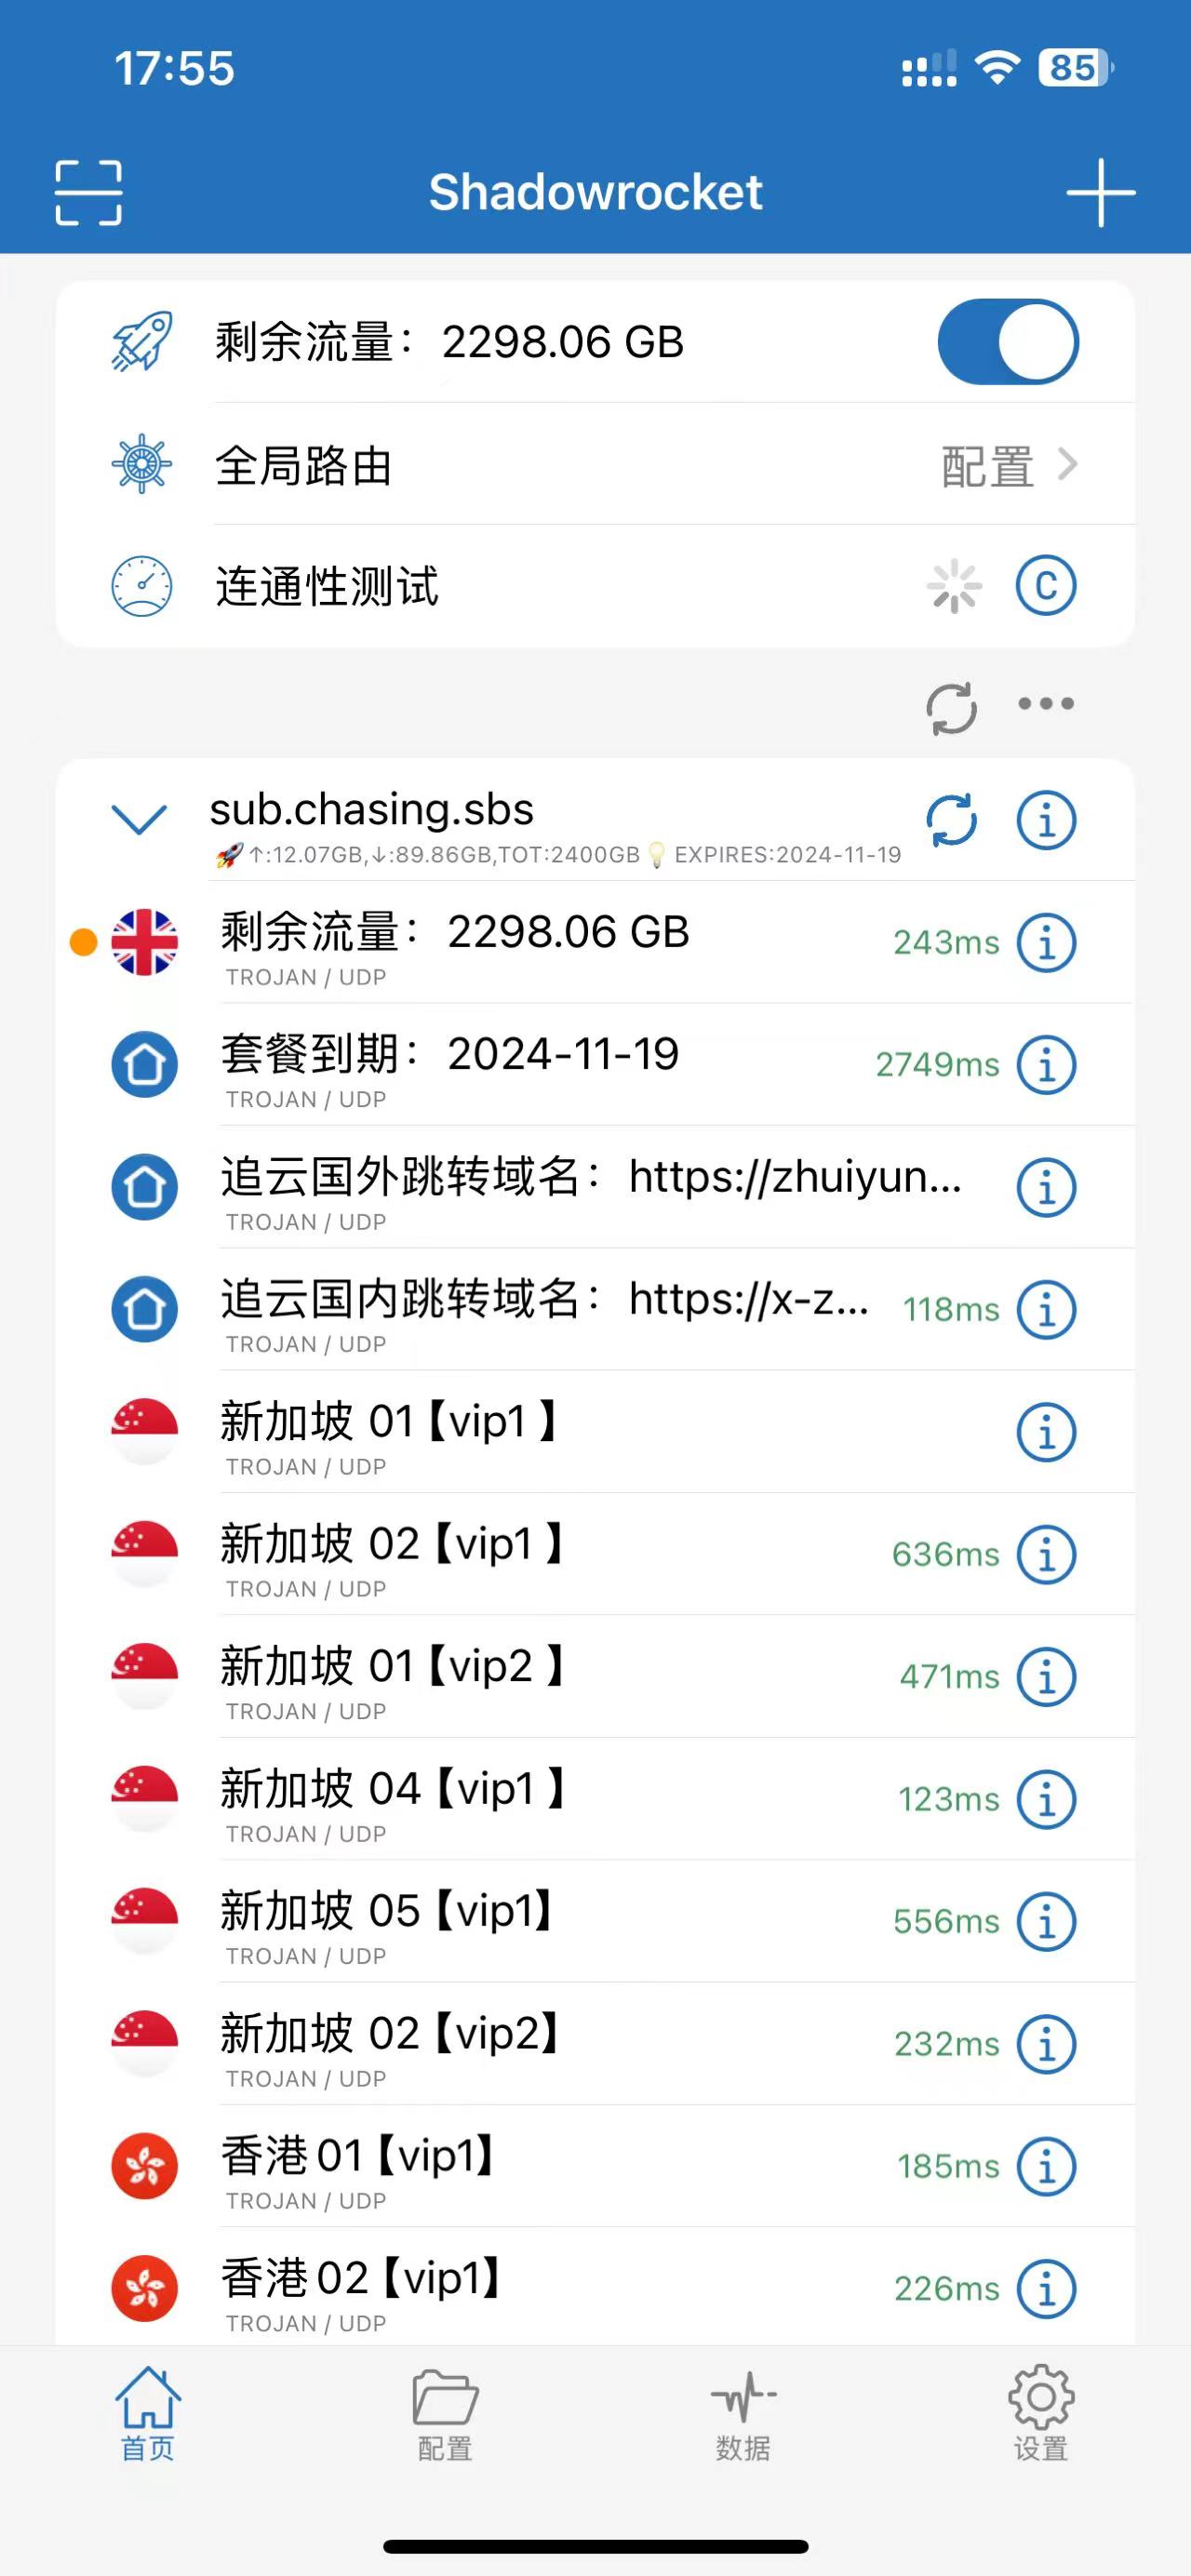 17:55
85
Shadowrocket
剩余流量：2298.06 GB
全局路由
配置
连通性测试
C
sub.chasing.sbs
🚀↑:12.07GB,↓:89.86GB,TOT:2400GB💡EXPIRES:2024-11-19
剩余流量：2298.06 GB
243ms
TROJAN / UDP
套餐到期：2024-11-19
2749ms
TROJAN / UDP
追云国外跳转域名：https://zhuiyun...
TROJAN / UDP
追云国内跳转域名：https://x-z...
118ms
TROJAN / UDP
新加坡 01【vip1 】
TROJAN / UDP
新加坡 02【vip1 】
636ms
TROJAN / UDP
新加坡 01【vip2 】
471ms
TROJAN / UDP
新加坡 04【vip1 】
123ms
TROJAN / UDP
新加坡 05【vip1】
556ms
TROJAN / UDP
新加坡 02【vip2】
232ms
TROJAN / UDP
香港01【vip1】
185ms
TROJAN / UDP
香港02【vip1】
226ms
TROJAN / UDP
首页
配置
数据
设置